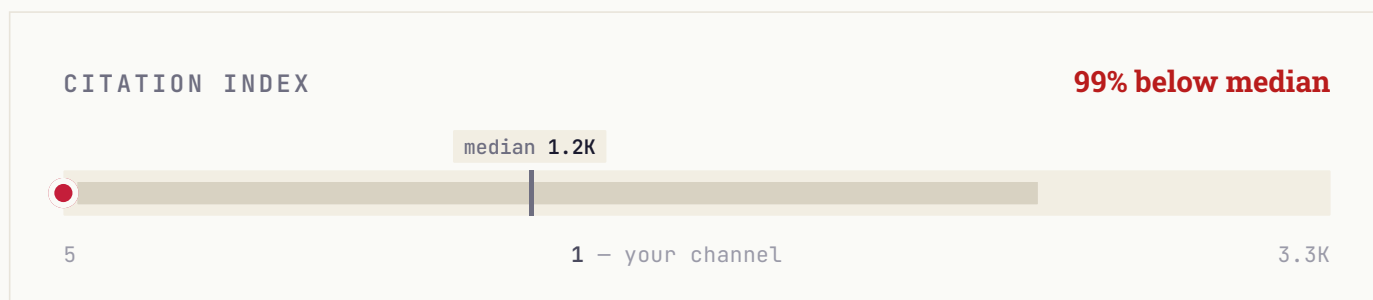 CITATION INDEX
99% below median
median 1.2K
5
1 — your channel
3.3K